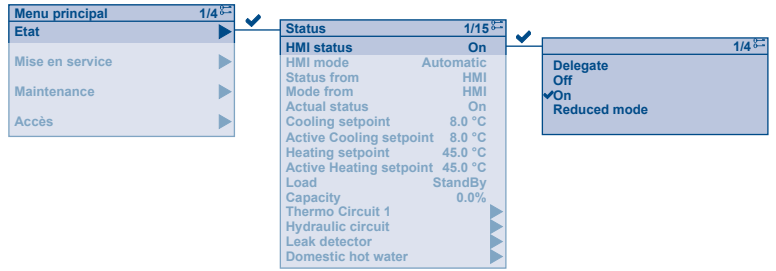 Menu principal 1/4
Etat
Mise en service
Maintenance
Accès
Status 1/15
HMI status On
HMI mode Automatic
Status from HMI
Mode from HMI
Actual status On
Cooling setpoint 8.0 °C
Active Cooling setpoint 8.0 °C
Heating setpoint 45.0 °C
Active Heating setpoint 45.0 °C
Load StandBy
Capacity 0.0%
Thermo Circuit 1
Hydraulic circuit
Leak detector
Domestic hot water
1/4
Delegate
Off
On
Reduced mode